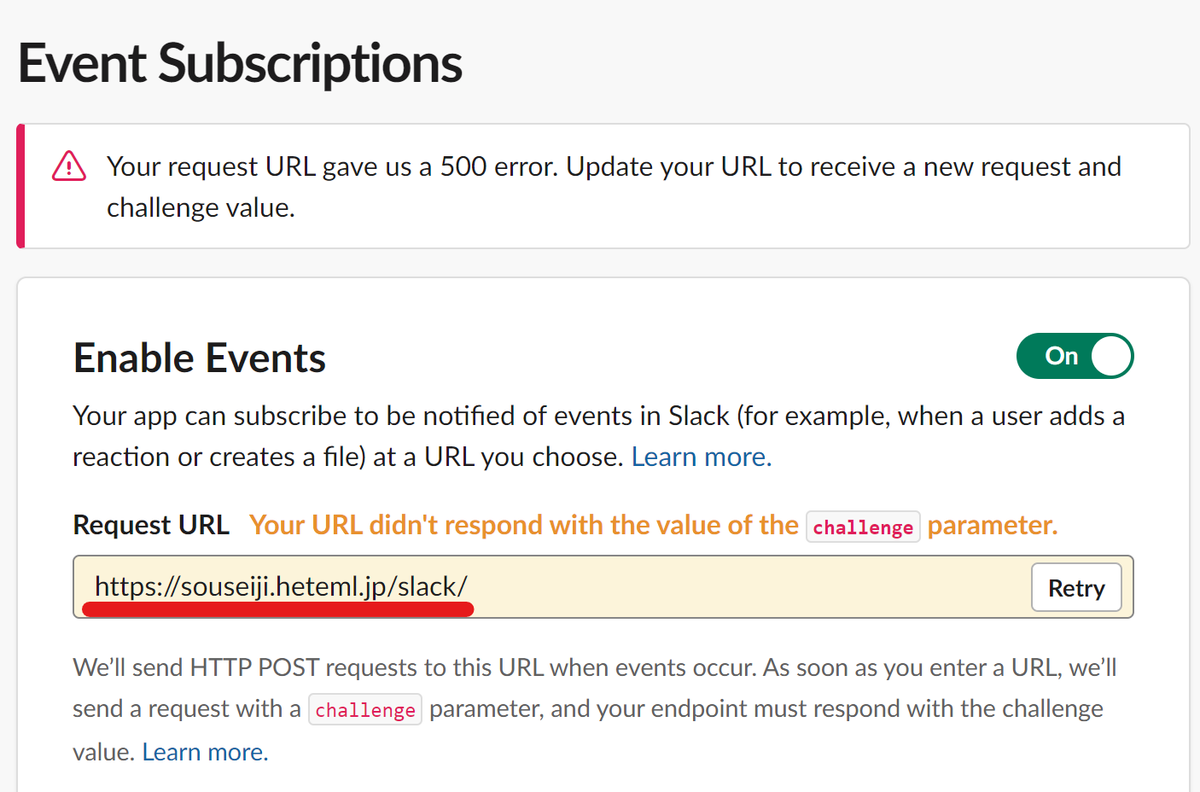 Event Subscriptions
Your request URL gave us a 500 error. Update your URL to receive a new request and
challenge value.
Enable Events
On
Your app can subscribe to be notified of events in Slack (for example, when a user adds a
reaction or creates a file) at a URL you choose. Learn more.
Request URL Your URL didn't respond with the value of the challenge parameter.
https://souseiji.heteml.jp/slack/
Retry
We’ll send HTTP POST requests to this URL when events occur. As soon as you enter a URL, we’ll
send a request with a challenge parameter, and your endpoint must respond with the challenge
value. Learn more.